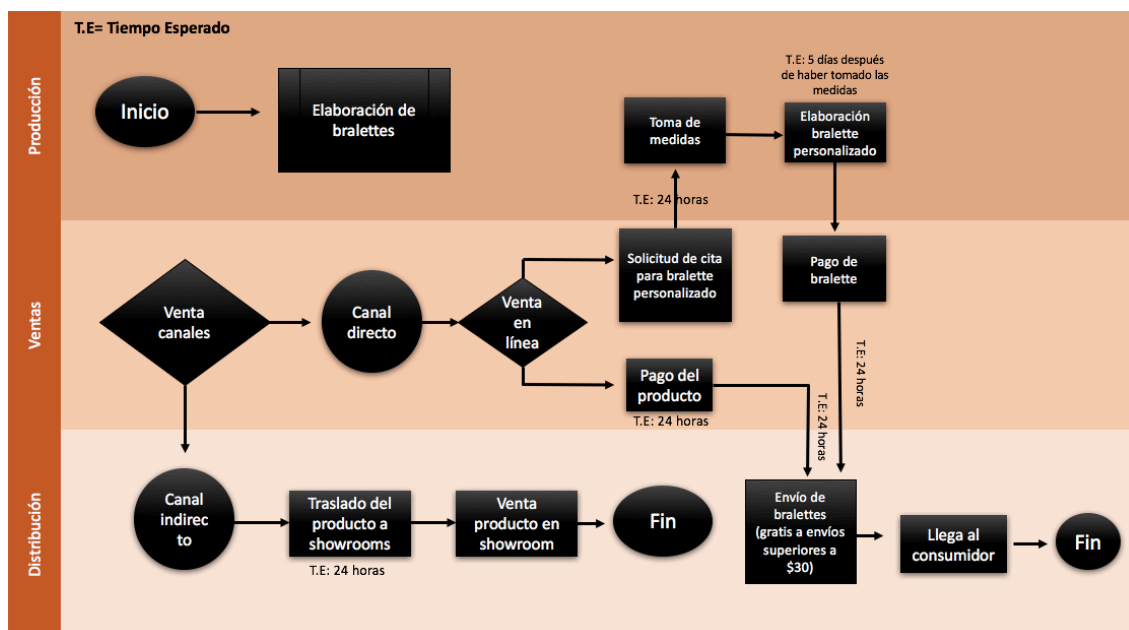 T.E= Tiempo Esperado
Producción
Inicio
Elaboración de
bralettes
Toma de
medidas
T.E: 5 días después
de haber tomado las
medidas
Elaboración
bralette
personalizado
T.E: 24 horas
Ventas
Venta
canales
Canal
directo
Venta
en
línea
Solicitud de cita
para bralette
personalizado
Pago de
bralette
Pago del
producto
T.E: 24 horas
T.E: 24 horas
T.E: 24 horas
Distribución
Canal
indirec
to
Traslado del
producto a
showrooms
T.E: 24 horas
Venta
producto en
showroom
Fin
Envío de
bralettes
(gratis a envíos
superiores a
$30)
Llega al
consumidor
Fin